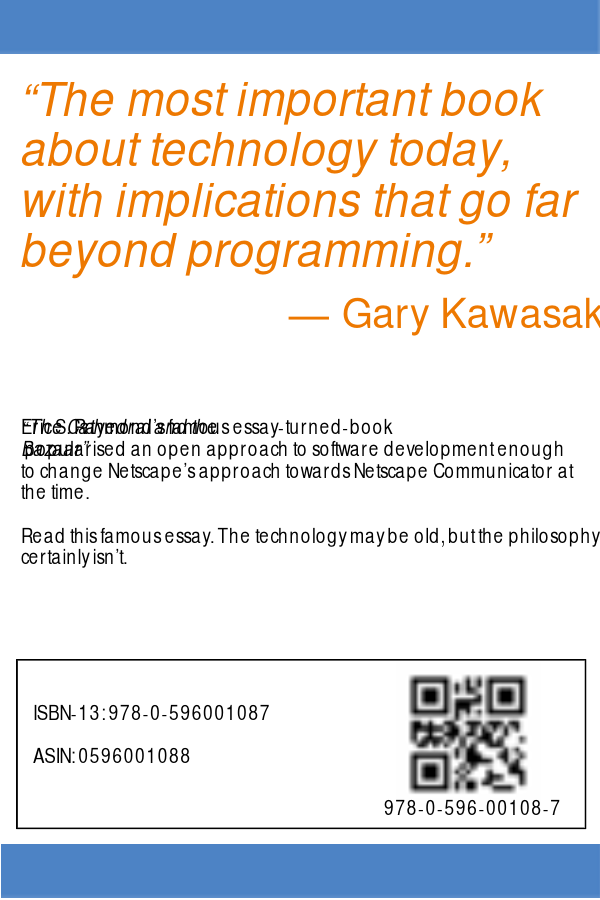 “The most important book
about technology today,
with implications that go far
beyond programming.”
— Gary Kawasak
essay-turned-book
an open approach to software development enough
to change Netscape’s approach towards Netscape Communicator at
the time.
Read this famous essay. The technology may be old, but the philosophy
certainly isn’t.
ISBN-13:978-0-596001087
ASIN:0596001088
978-0-596-00108-7